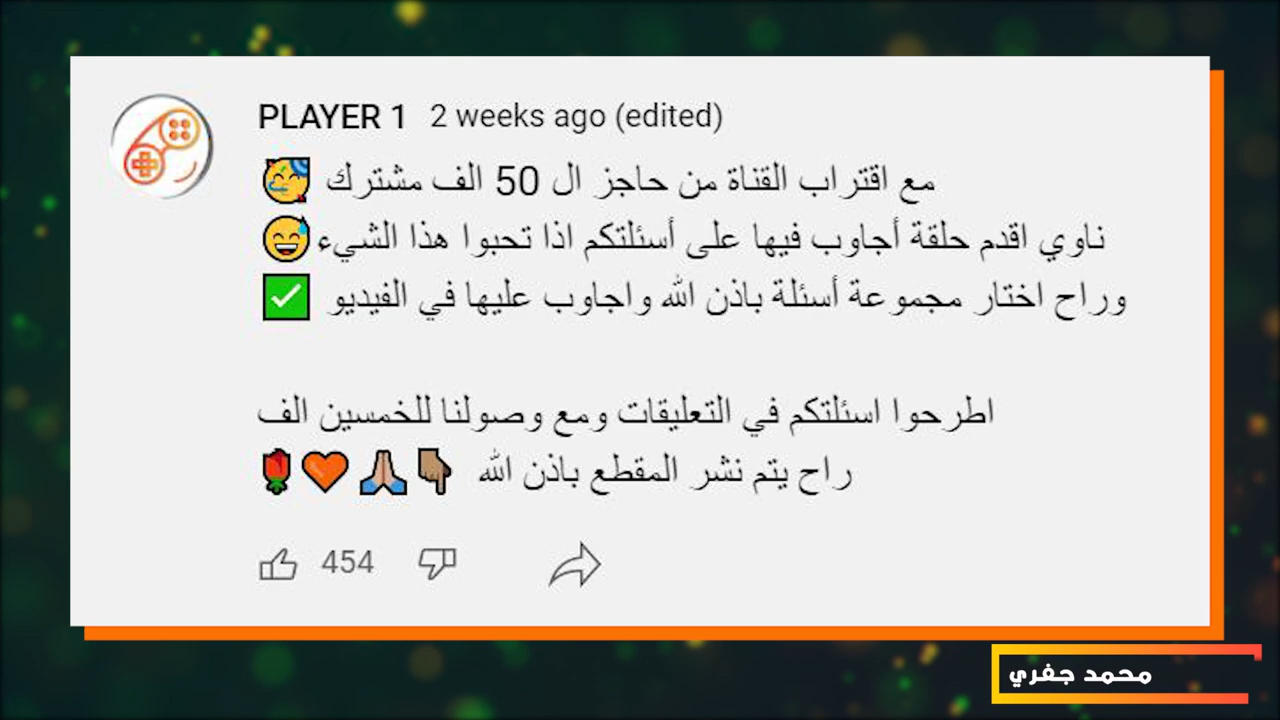 PLAYER 1 2 weeks ago (edited)
مع اقتراب القناة من حاجز ال 50 الف مشترك 🥳
ناوي اقدم حلقة أجاوب فيها على أسئلتكم اذا تحبوا هذا الشيء 😅
وراح اختار مجموعة أسئلة باذن الله واجاوب عليها في الفيديو ✅
اطرحوا اسئلتكم في التعليقات ومع وصولنا للخمسين الف
راح يتم نشر المقطع باذن الله 👇🏽🙏🏼🧡🌹
454
محمد جفري